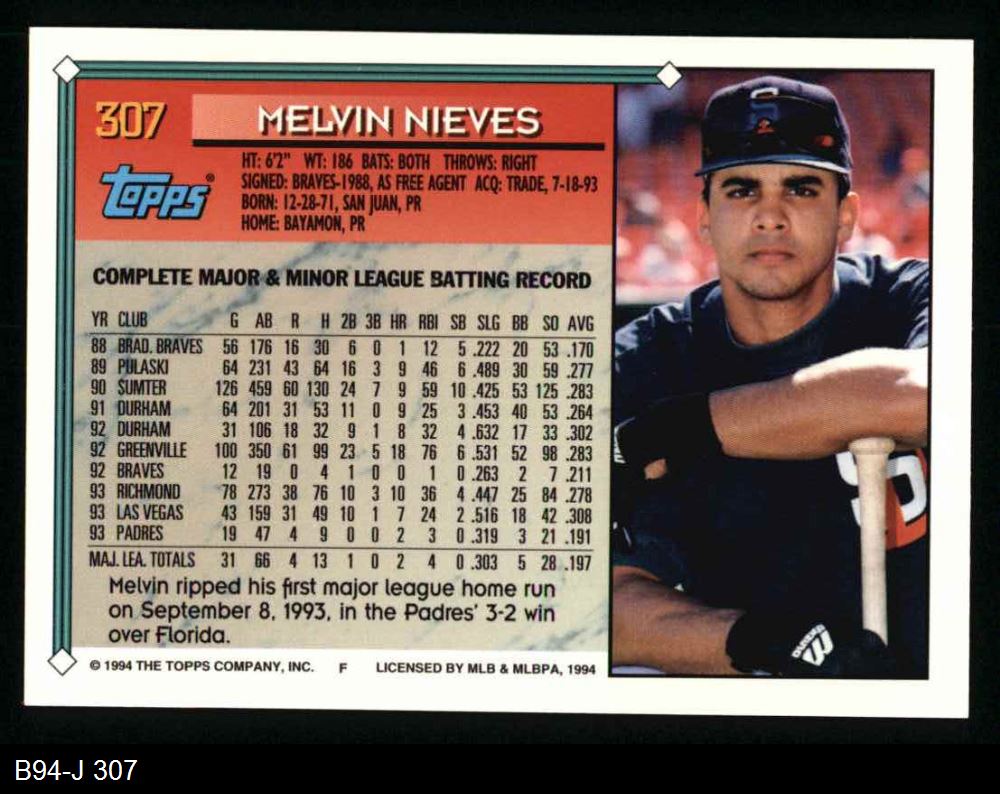 307
MELVIN NIEVES
Topps®
HT: 6'2" WT: 186 BATS: BOTH THROWS: RIGHT
SIGNED: BRAVES-1988, AS FREE AGENT ACQ: TRADE, 7-18-93
BORN: 12-28-71, SAN JUAN, PR
HOME: BAYAMON, PR
COMPLETE MAJOR & MINOR LEAGUE BATTING RECORD
YR CLUB G AB R H 2B 3B HR RBI SB SLG BB SO AVG
88 BRAD. BRAVES 56 176 16 30 6 0 1 12 5 .222 20 53 .170
89 PULASKI 64 231 43 64 16 3 9 46 6 .489 30 59 .277
90 SUMTER 126 459 60 130 24 7 9 59 10 .425 53 125 .283
91 DURHAM 64 201 31 53 11 0 9 25 3 .453 40 53 .264
92 DURHAM 31 106 18 32 9 1 8 32 4 .632 17 33 .302
92 GREENVILLE 100 350 61 99 23 5 18 76 6 .531 52 98 .283
92 BRAVES 12 19 0 4 1 0 0 1 0 .263 2 7 .211
93 RICHMOND 78 273 38 76 10 3 10 36 4 .447 25 84 .278
93 LAS VEGAS 43 159 31 49 10 1 7 24 2 .516 18 42 .308
93 PADRES 19 47 4 9 0 0 2 3 0 .319 3 21 .191
MAJ. LEA. TOTALS 31 66 4 13 1 0 2 4 0 .303 5 28 .197
Melvin ripped his first major league home run
on September 8, 1993, in the Padres' 3-2 win
over Florida.
© 1994 THE TOPPS COMPANY, INC. F LICENSED BY MLB & MLBPA, 1994
B94-J 307